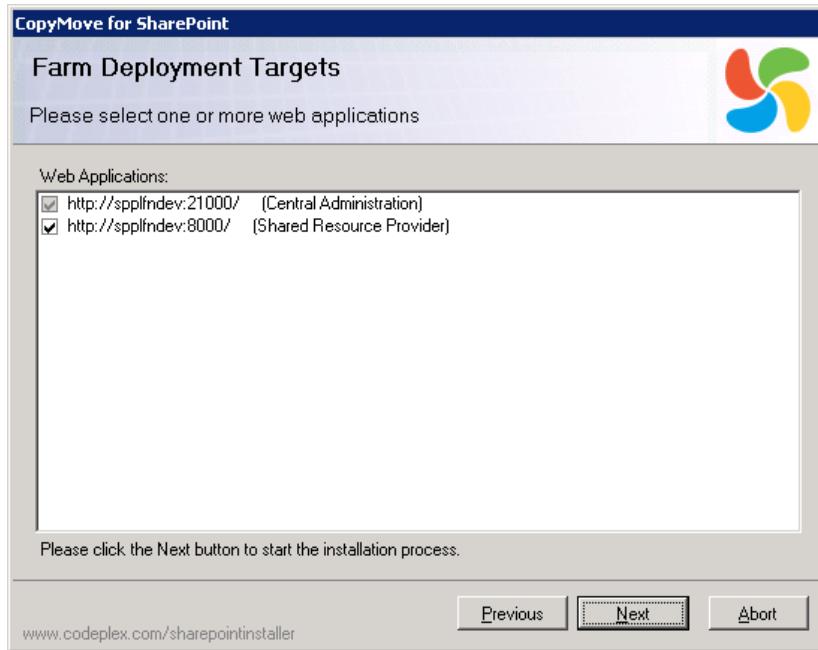 CopyMove for SharePoint
Farm Deployment Targets
Please select one or more web applications
Web Applications:
http://spplfndev:21000/ (Central Administration)
http://spplfndev:8000/ (Shared Resource Provider)
Please click the Next button to start the installation process.
Previous Next Abort
www.codeplex.com/sharepointinstaller